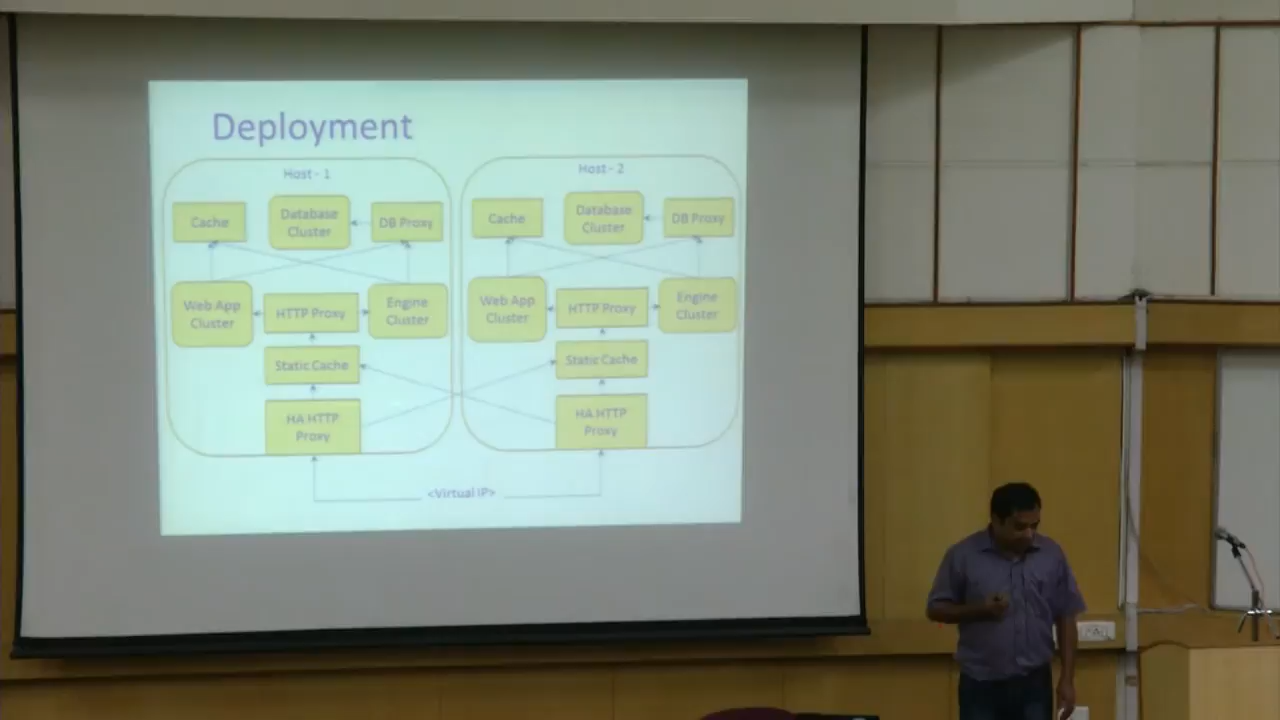 Deployment
Host - 1
Cache
Database
Cluster
DB Proxy
Web App
Cluster
HTTP Proxy
Engine
Cluster
Static Cache
HA HTTP
Proxy
Host - 2
Cache
Database
Cluster
DB Proxy
Web App
Cluster
HTTP Proxy
Engine
Cluster
Static Cache
HA HTTP
Proxy
<Virtual IP>